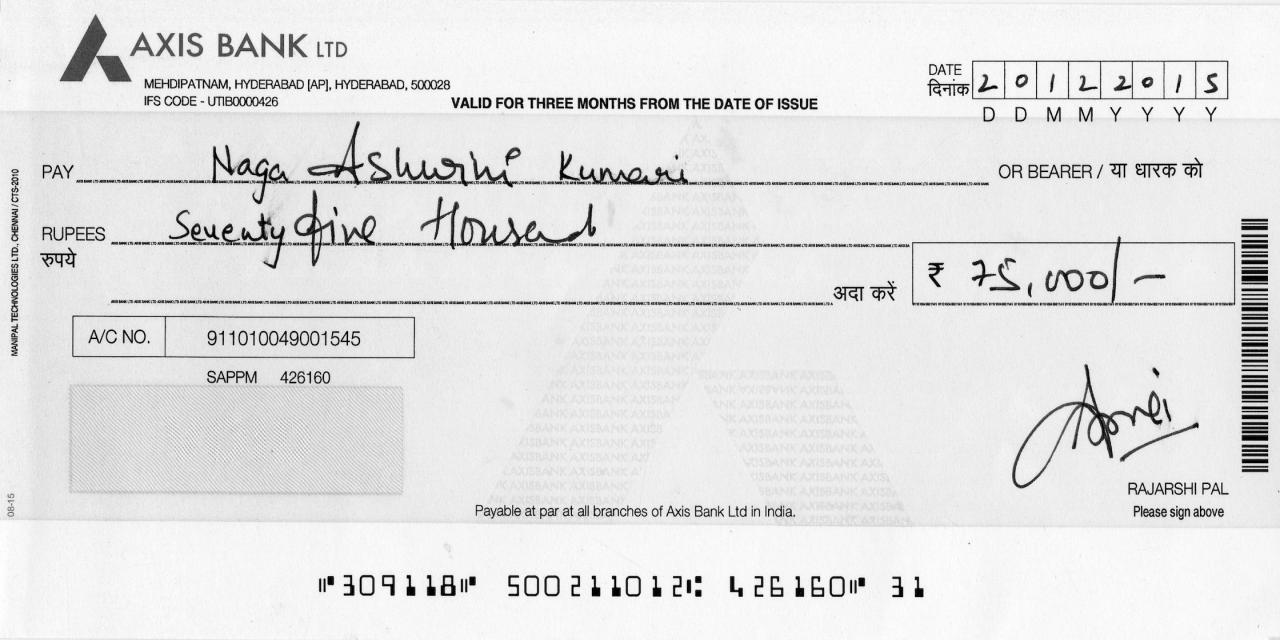 AXIS BANK LTD
MEHDIPATNAM, HYDERABAD [AP], HYDERABAD, 500028
IFS CODE - UTIB0000426
VALID FOR THREE MONTHS FROM THE DATE OF ISSUE
DATE
दिनांक
2 0 1 2 2 0 1 5
D D M M Y Y Y Y
PAY Naga Ashwini Kumari OR BEARER / या धारक को
RUPEES Seventy five Housand
रुपये
अदा करें ₹ 75,000/-
A/C NO. 911010049001545
SAPPM 426160
RAJARSHI PAL
Please sign above
Payable at par at all branches of Axis Bank Ltd in India.
MANIPAL TECHNOLOGIES LTD., CHENNAI / CTS-2010
08-15
⑈309118⑈ 500211012⑆ 426160⑈ 31